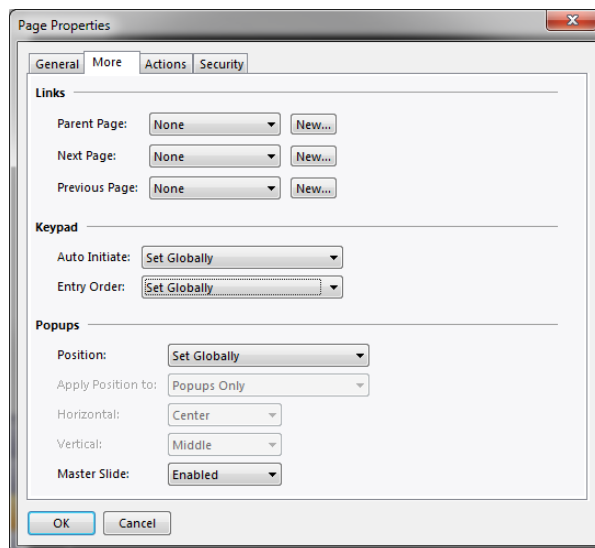 Page Properties
General More Actions Security
Links
Parent Page: None New...
Next Page: None New...
Previous Page: None New...
Keypad
Auto Initiate: Set Globally
Entry Order: Set Globally
Popups
Position: Set Globally
Apply Position to: Popups Only
Horizontal: Center
Vertical: Middle
Master Slide: Enabled
OK Cancel